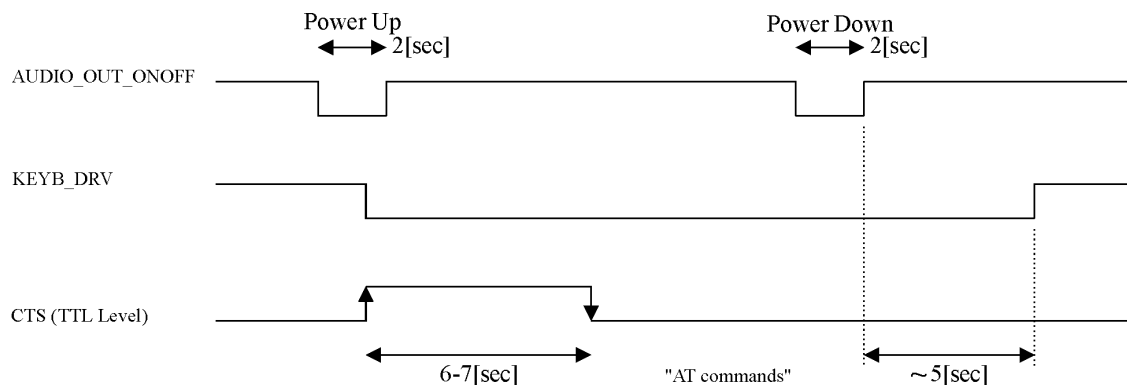 Power Up
2[sec]
Power Down
2[sec]
AUDIO_OUT_ONOFF
KEYB_DRV
CTS (TTL Level)
6-7[sec]
"AT commands"
~5[sec]